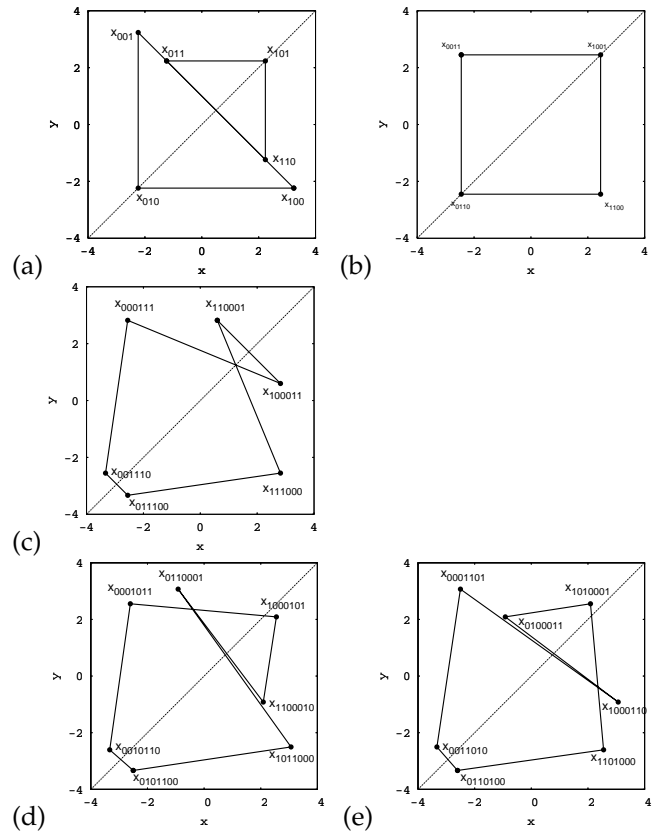 4
2
0
−2
−4
−4 −2 0 2 4
y
x
x001
x011
x101
x110
x010
x100
(a)
4
2
0
−2
−4
−4 −2 0 2 4
y
x
x0011
x1001
x0110
x1100
(b)
4
2
0
−2
−4
−4 −2 0 2 4
y
x
x000111
x110001
x100011
x001110
x111000
x011100
(c)
4
2
0
−2
−4
−4 −2 0 2 4
y
x
x0110001
x0001011
x1000101
x1100010
x0010110
x1011000
x0101100
(d)
4
2
0
−2
−4
−4 −2 0 2 4
y
x
x0001101
x1010001
x0100011
x1000110
x0011010
x1101000
x0110100
(e)